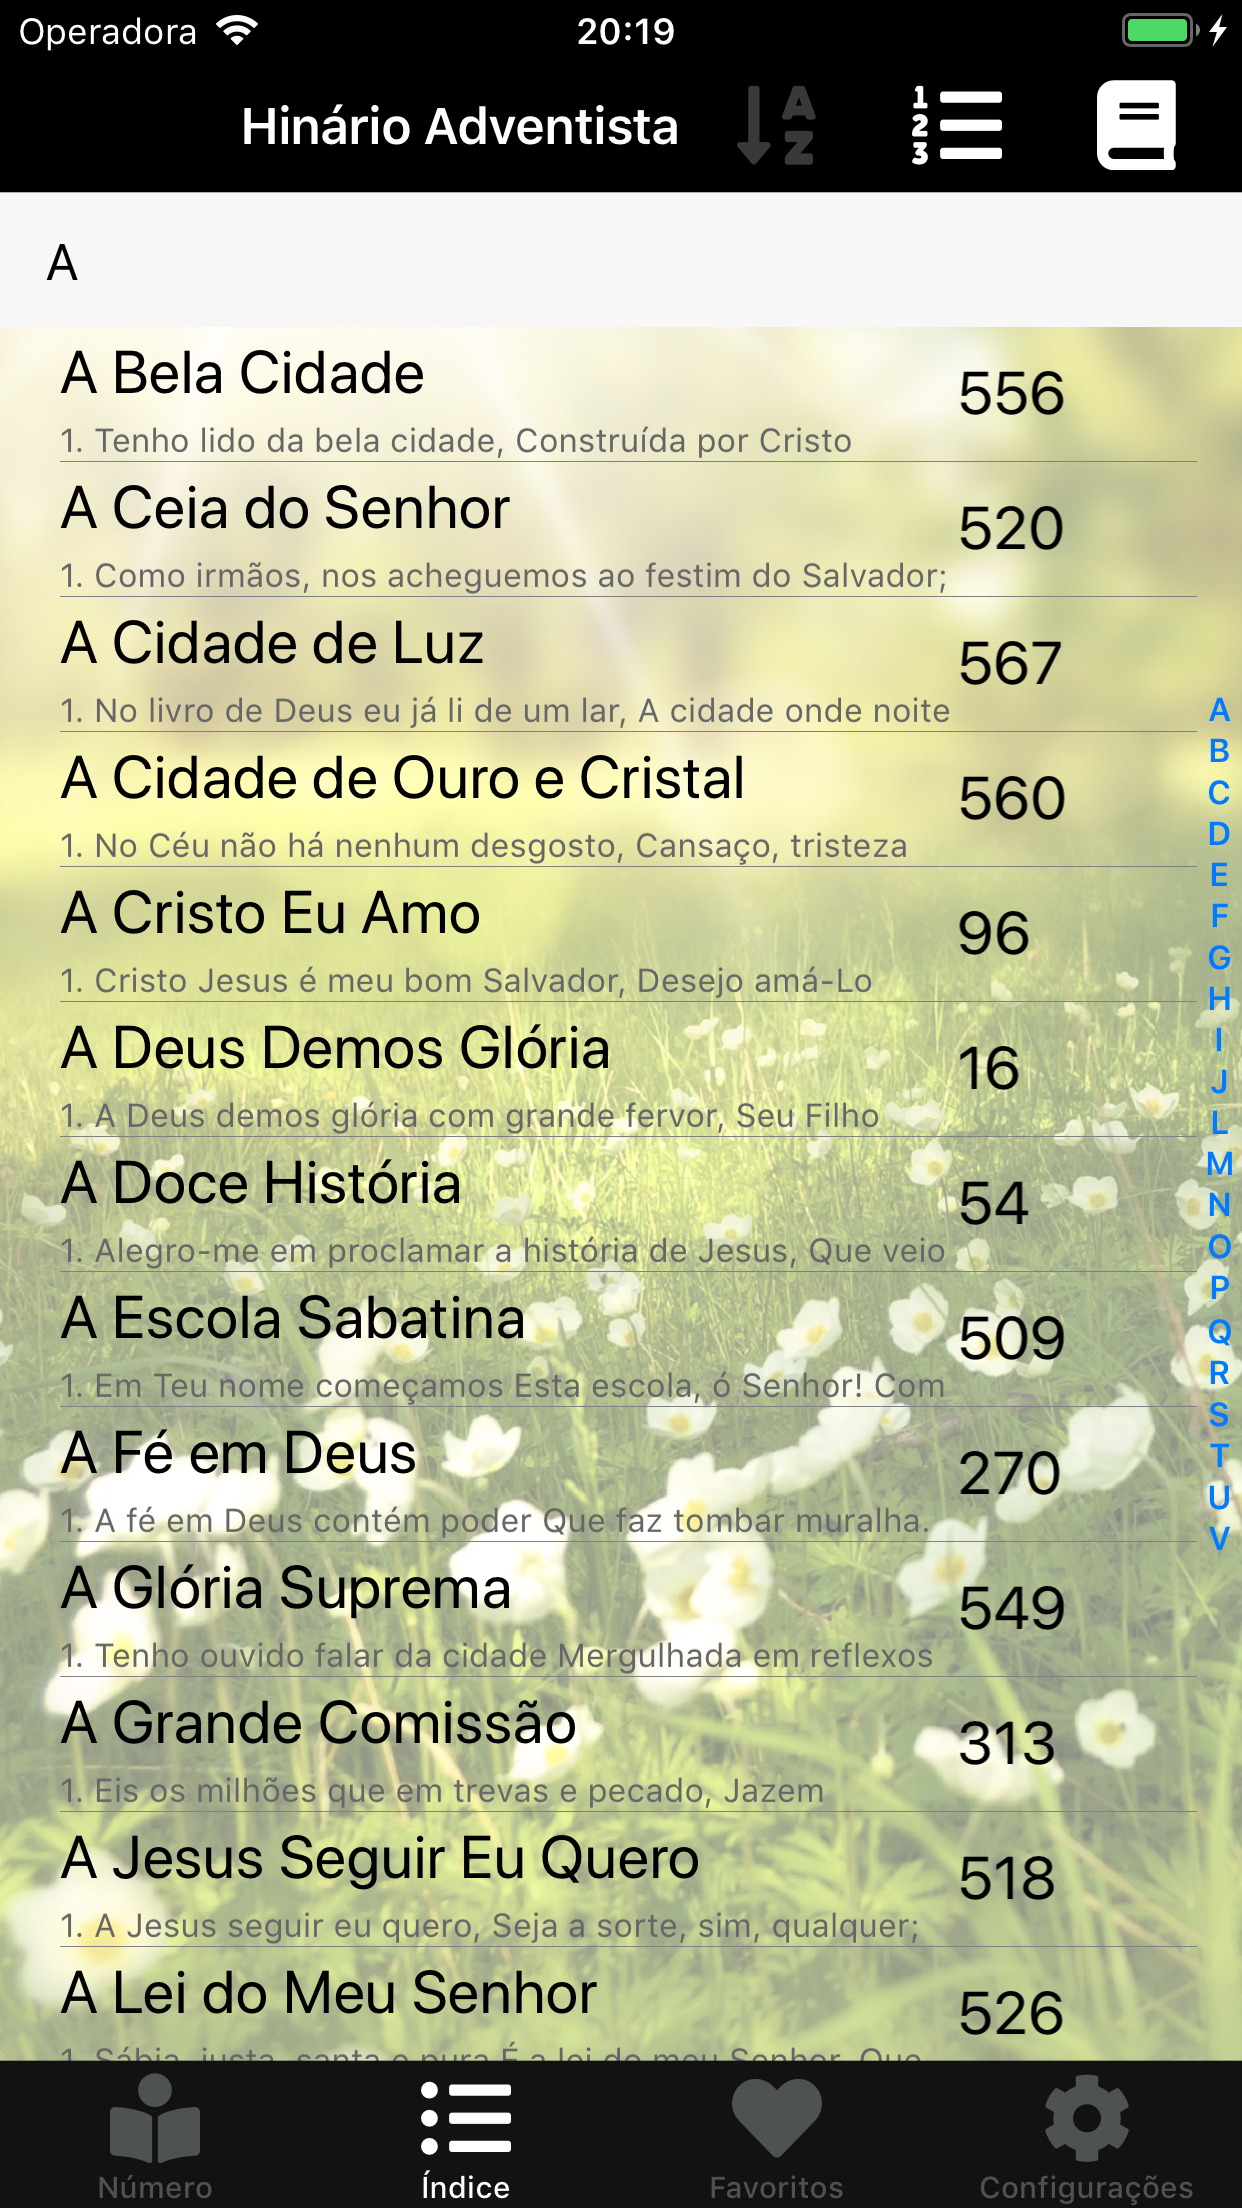 Operadora 20:19
Hinário Adventista
A
A Bela Cidade 556
1. Tenho lido da bela cidade, Construída por Cristo
A Ceia do Senhor 520
1. Como irmãos, nos acheguemos ao festim do Salvador;
A Cidade de Luz 567
1. No livro de Deus eu já li de um lar, A cidade onde noite
A Cidade de Ouro e Cristal 560
1. No Céu não há nenhum desgosto, Cansaço, tristeza
A Cristo Eu Amo 96
1. Cristo Jesus é meu bom Salvador, Desejo amá-Lo
A Deus Demos Glória 16
1. A Deus demos glória com grande fervor, Seu Filho
A Doce História 54
1. Alegro-me em proclamar a história de Jesus, Que veio
A Escola Sabatina 509
1. Em Teu nome começamos Esta escola, ó Senhor! Com
A Fé em Deus 270
1. A fé em Deus contém poder Que faz tombar muralha.
A Glória Suprema 549
1. Tenho ouvido falar da cidade Mergulhada em reflexos
A Grande Comissão 313
1. Eis os milhões que em trevas e pecado, Jazem
A Jesus Seguir Eu Quero 518
1. A Jesus seguir eu quero, Seja a sorte, sim, qualquer;
A Lei do Meu Senhor 526
1. Sábia, justa, santa e pura É a lei do meu Senhor, Que
A
B
C
D
E
F
G
H
I
J
L
M
N
O
P
Q
R
S
T
U
V
Número Índice Favoritos Configurações